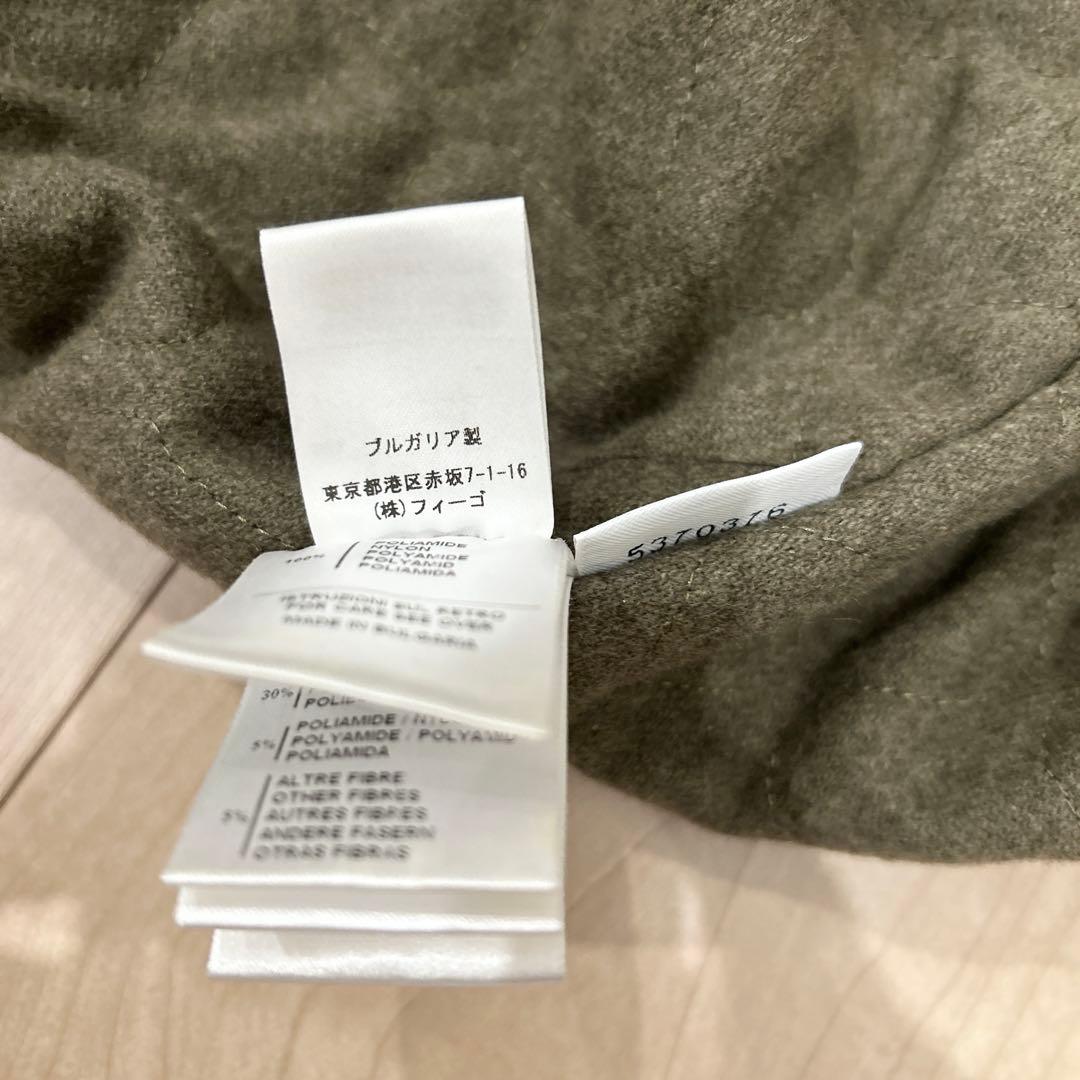 ブルガリア製
東京都港区赤坂7-1-16
(株)フィーゴ
5370376
100%
POLIAMIDE
NYLON
POLYAMIDE
POLYAMID
POLIAMIDA
ISTRUZIONI SUL RETRO
FOR CARE SEE OVER
MADE IN BULGARIA
30%
5%
POLIAMIDE /
POLYAMIDE / POLYAMID
POLIAMIDA
5%
ALTRE FIBRE
OTHER FIBRES
AUTRES FIBRES
ANDERE FASERN
OTRAS FIBRAS